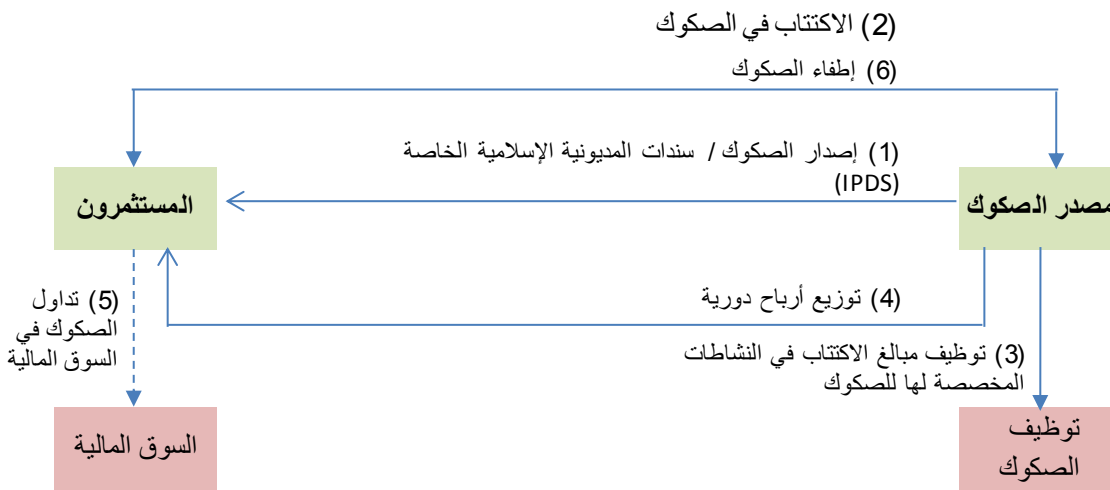 (2) الاكتتاب في الصكوك
(6) إطفاء الصكوك
(1) إصدار الصكوك / سندات المديونية الإسلامية الخاصة
(IPDS)
مصدر الصكوك
المستثمرون
(4) توزيع أرباح دورية
(5) تداول
الصكوك في
السوق المالية
(3) توظيف مبالغ الاكتتاب في النشاطات
المخصصة لها للصكوك
توظيف
الصكوك
السوق المالية